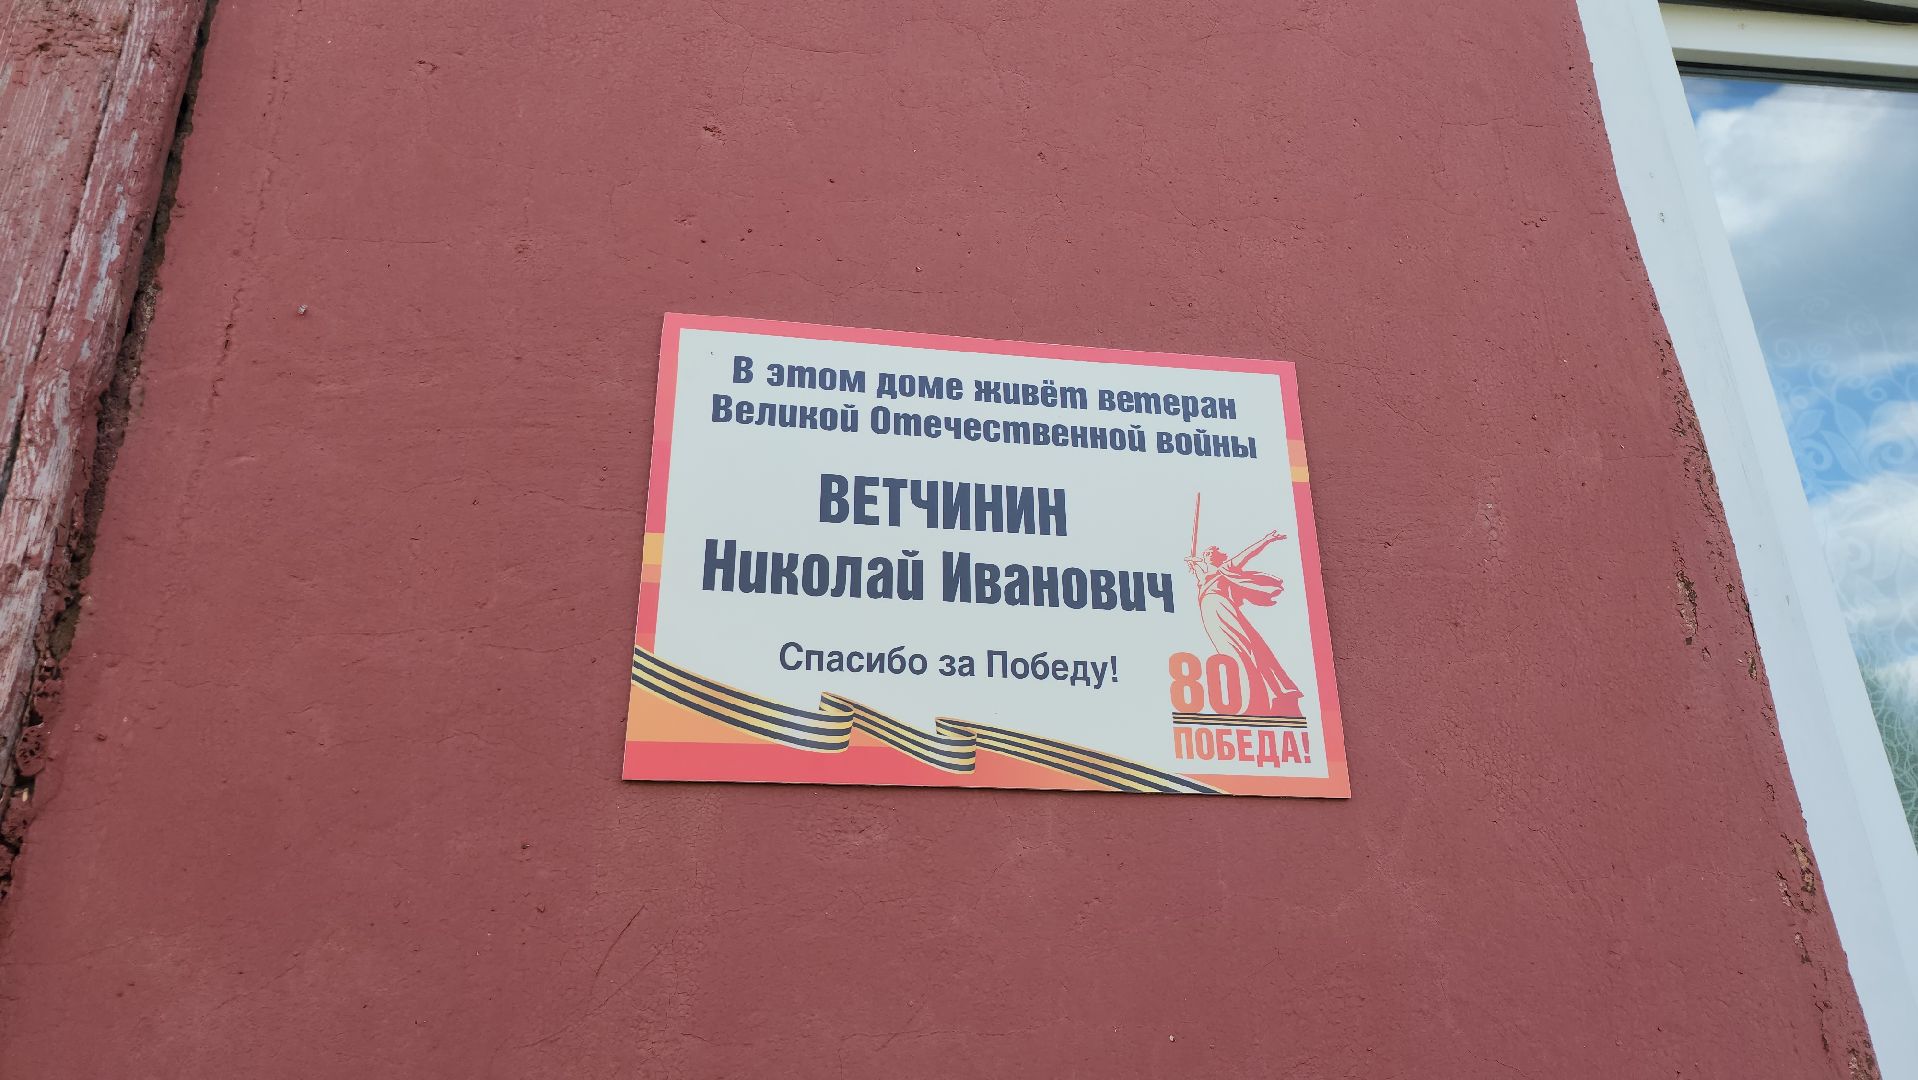 В этом доме живёт ветеран
Великой Отечественной войны
ВЕТЧИНИН
Николай Иванович
Спасибо за Победу!
80
ПОБЕДА!